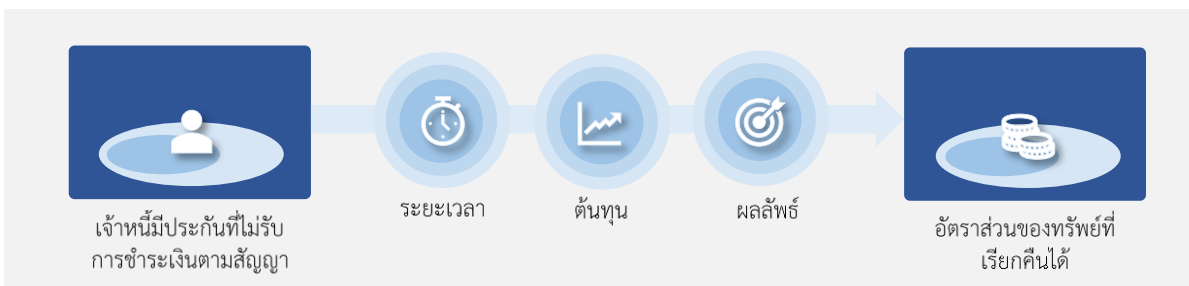 เจ้าหนี้มีประกันที่ไม่รับ
การชำระเงินตามสัญญา
ระยะเวลา
ต้นทุน
ผลลัพธ์
อัตราส่วนของทรัพย์ที่
เรียกคืนได้